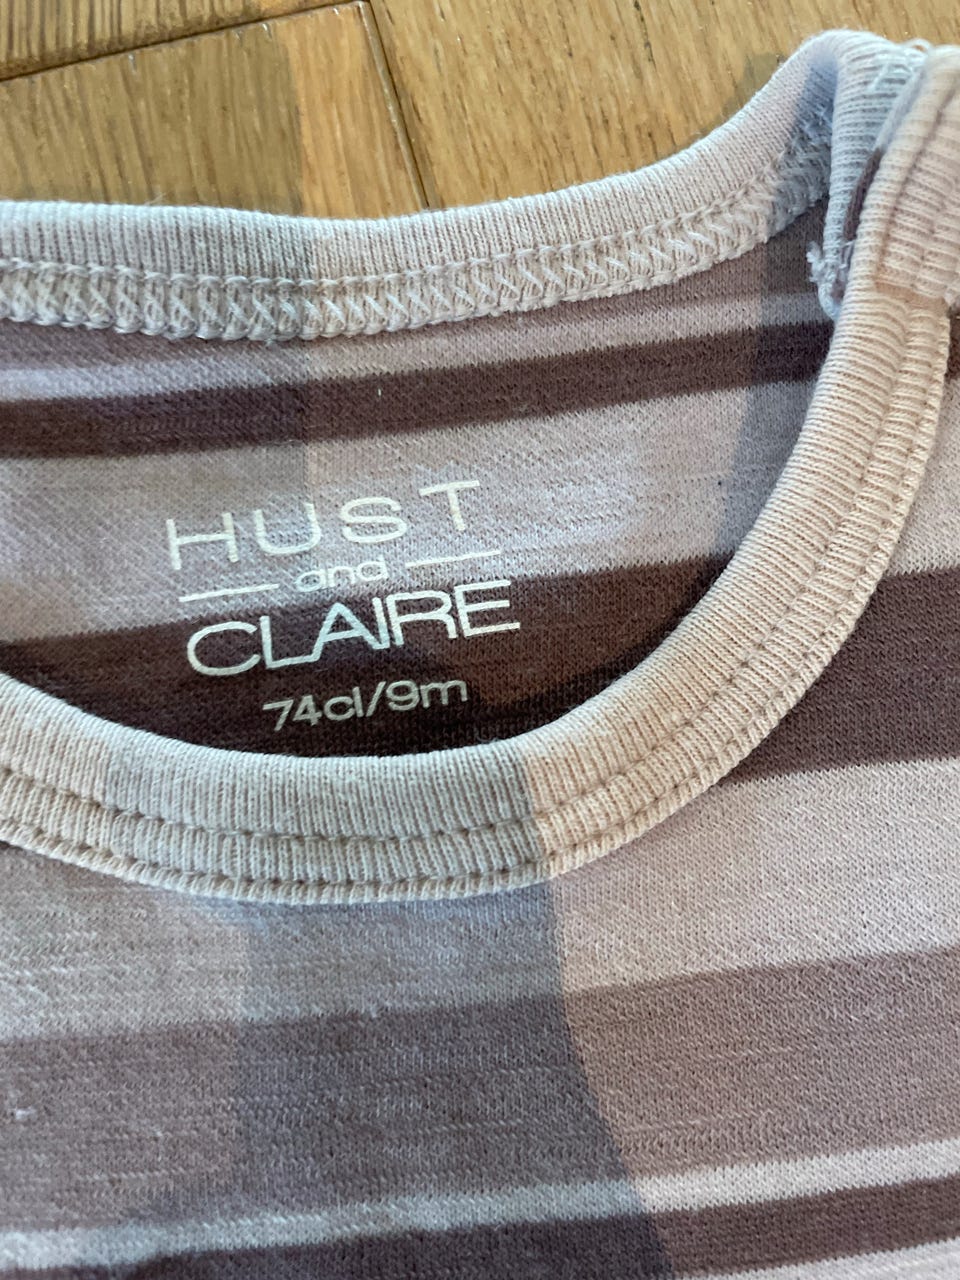 HUST
and
CLAIRE
74cl/9m